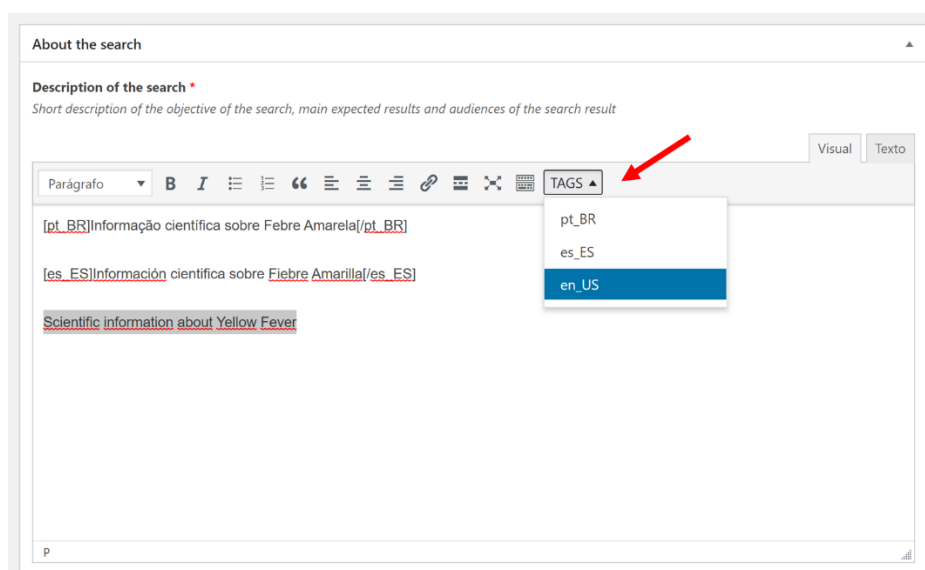 About the search
Description of the search *
Short description of the objective of the search, main expected results and audiences of the search result
Visual Texto
Parágrafo B I “ TAGS
pt_BR
es_ES
en_US
[pt_BR]Informação científica sobre Febre Amarela[/pt_BR]
[es_ES]Información cientifica sobre Fiebre Amarilla[/es_ES]
Scientific information about Yellow Fever
P